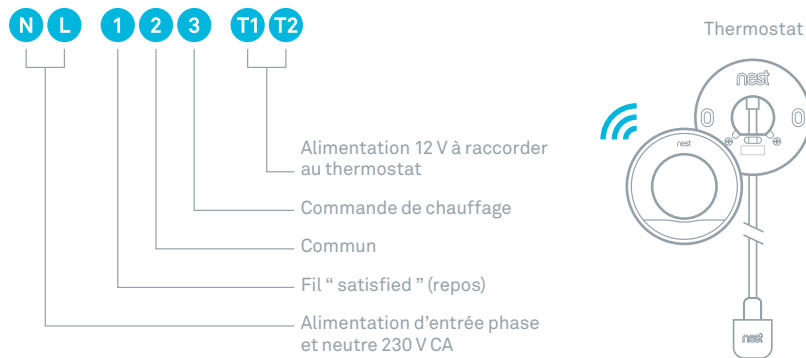 N L 1 2 3 T1 T2
Thermostat
nest
nest
Alimentation 12 V à raccorder
au thermostat
Commande de chauffage
Commun
Fil “ satisfied ” (repos)
Alimentation d’entrée phase
et neutre 230 V CA
nest